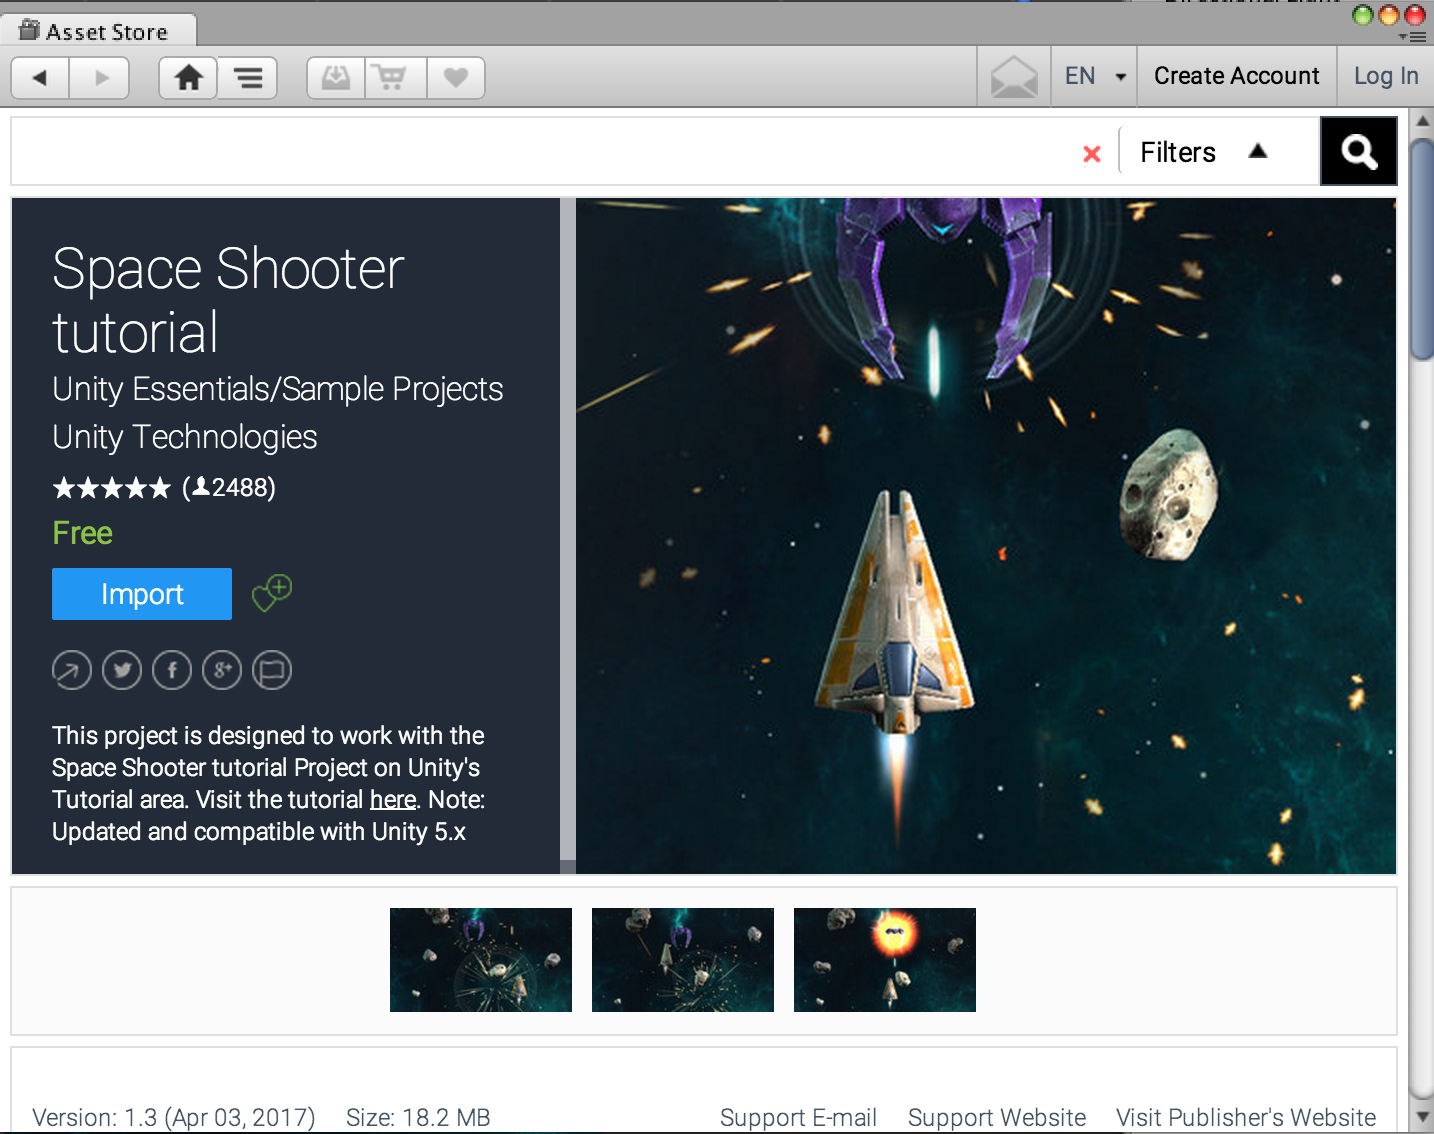 Asset Store
EN
Create Account
Log In
Filters
Space Shooter
tutorial
Unity Essentials/Sample Projects
Unity Technologies
(2488)
Free
Import
This project is designed to work with the
Space Shooter tutorial Project on Unity's
Tutorial area. Visit the tutorial here. Note:
Updated and compatible with Unity 5.x
Version: 1.3 (Apr 03, 2017)
Size: 18.2 MB
Support E-mail
Support Website
Visit Publisher's Website